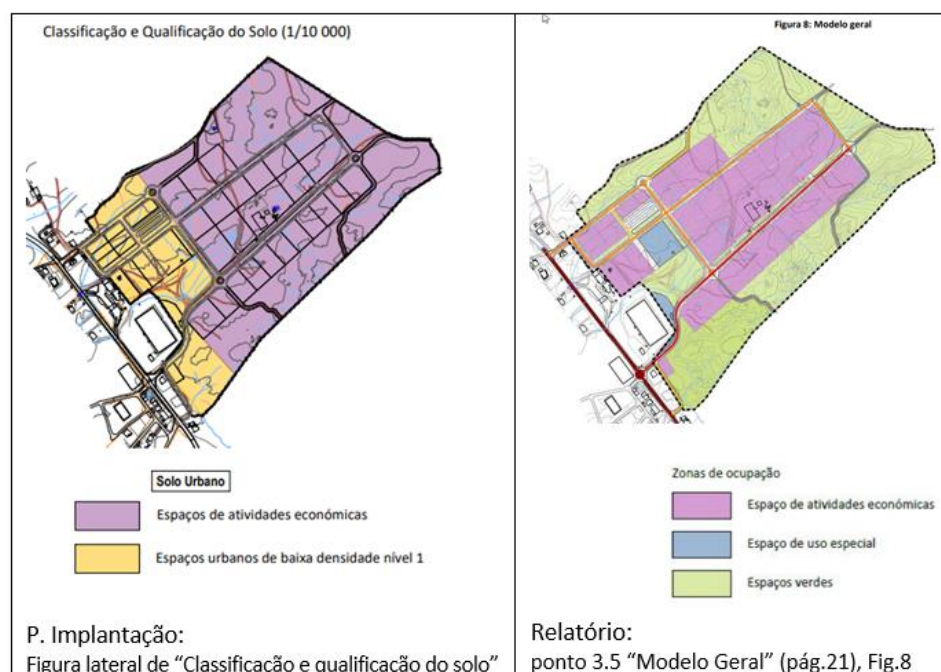 Classificação e Qualificação do Solo (1/10 000)
Solo Urbano
Espaços de atividades económicas
Espaços urbanos de baixa densidade nível 1
P. Implantação:
Figura lateral de “Classificação e qualificação do solo”
Figura 8: Modelo geral
Zonas de ocupação
Espaço de atividades económicas
Espaço de uso especial
Espaços verdes
Relatório:
ponto 3.5 “Modelo Geral” (pág.21), Fig.8